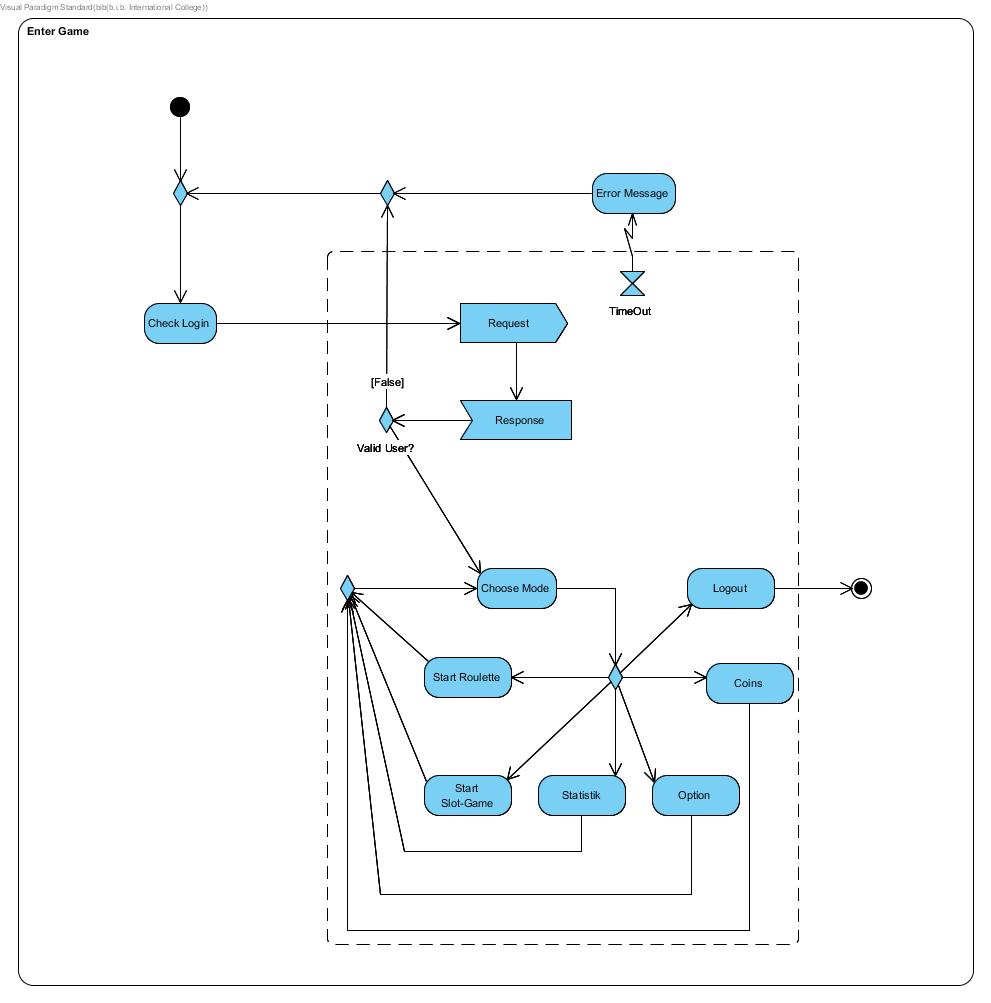 Visual Paradigm Standard(bib(b.i.b. International College))
Enter Game
Error Message
TimeOut
Check Login
Request
[False]
Response
Valid User?
Choose Mode
Logout
Start Roulette
Coins
Start
Slot-Game
Statistik
Option